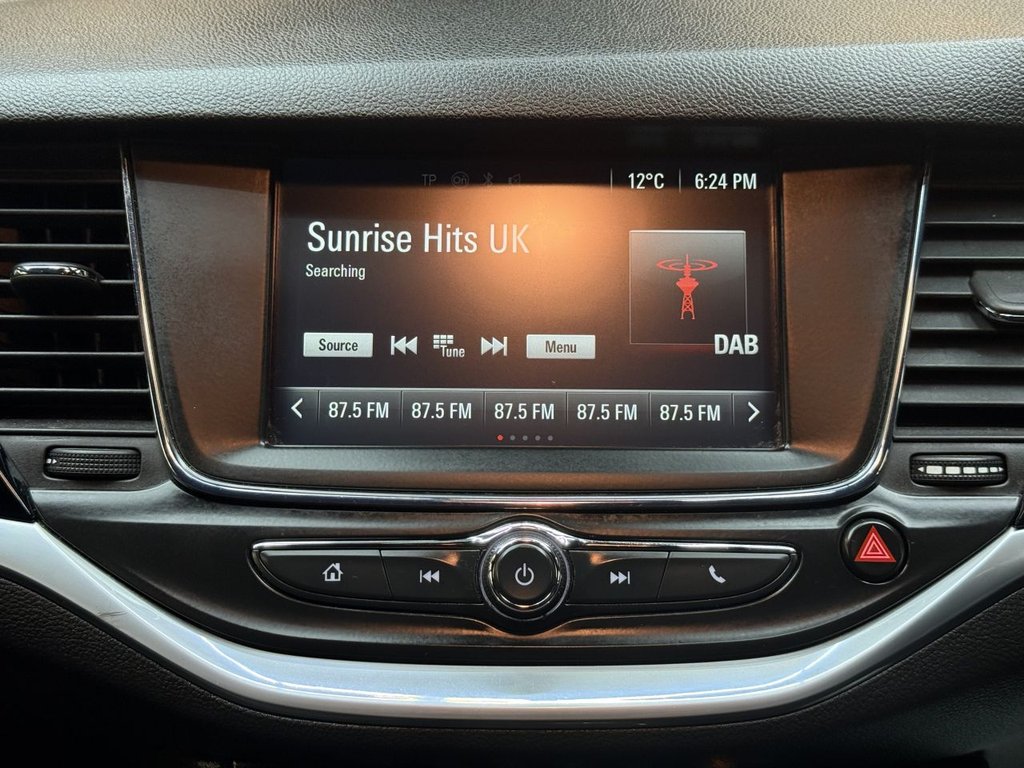 TP
12°C 6:24 PM
Sunrise Hits UK
Searching
Source Tune Menu
DAB
87.5 FM 87.5 FM 87.5 FM 87.5 FM 87.5 FM